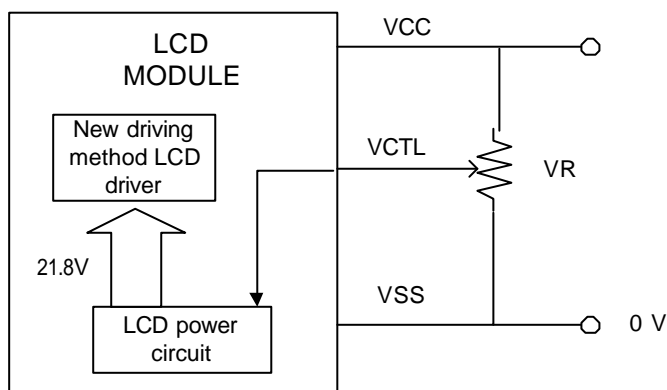 LCD
MODULE
VCC
New driving
method LCD
driver
VCTL
VR
21.8V
VSS
0 V
LCD power
circuit